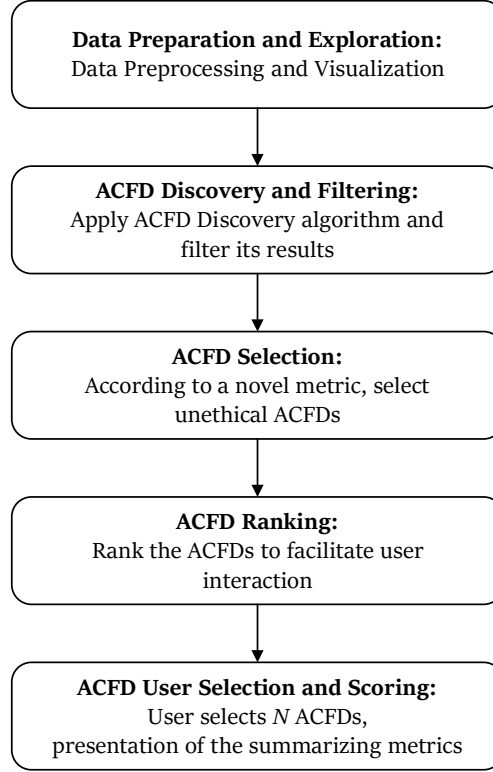 Data Preparation and Exploration:
Data Preprocessing and Visualization
ACFD Discovery and Filtering:
Apply ACFD Discovery algorithm and
filter its results
ACFD Selection:
According to a novel metric, select
unethical ACFDs
ACFD Ranking:
Rank the ACFDs to facilitate user
interaction
ACFD User Selection and Scoring:
User selects N ACFDs,
presentation of the summarizing metrics